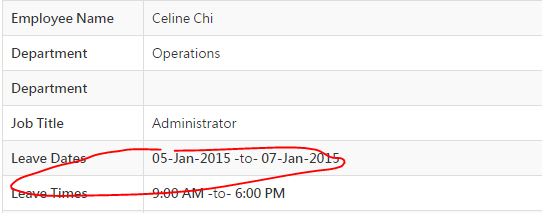 Employee Name Celine Chi
Department Operations
Department
Job Title Administrator
Leave Dates 05-Jan-2015 -to- 07-Jan-2015
Leave Times 9:00 AM -to- 6:00 PM